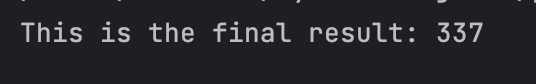 This is the final result: 337